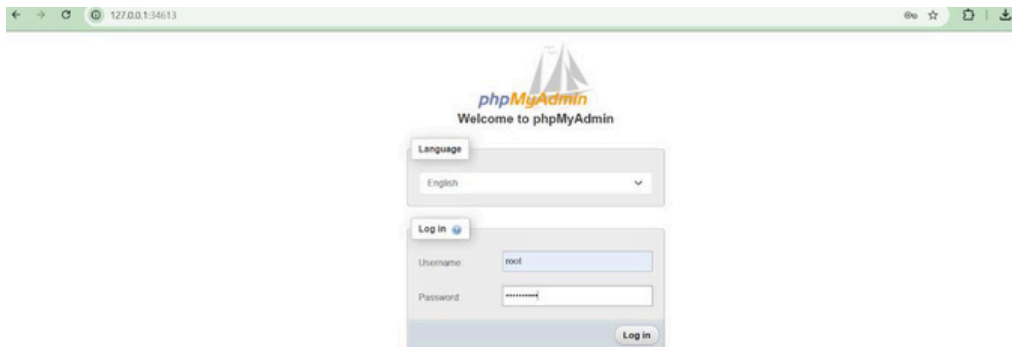 127.0.0.1:34613
phpMyAdmin
Welcome to phpMyAdmin
Language
English
Log in
Username:
root
Password:
•••••••••••
Log in